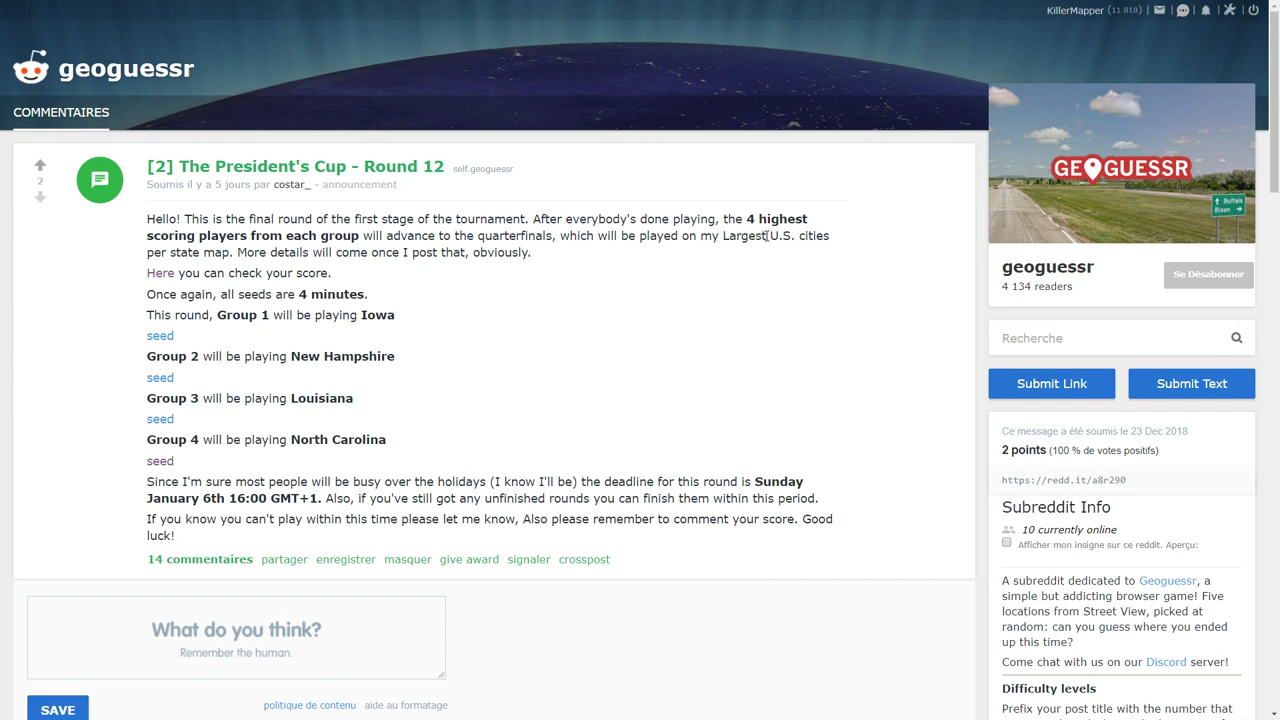 KillerMapper (11 818)
geoguessr
COMMENTAIRES
2
[2] The President's Cup - Round 12 self.geoguessr
Soumis il y a 5 jours par costar_ - announcement
Hello! This is the final round of the first stage of the tournament. After everybody's done playing, the 4 highest
scoring players from each group will advance to the quarterfinals, which will be played on my Largest U.S. cities
per state map. More details will come once I post that, obviously.
Here you can check your score.
Once again, all seeds are 4 minutes.
This round, Group 1 will be playing Iowa
seed
Group 2 will be playing New Hampshire
seed
Group 3 will be playing Louisiana
seed
Group 4 will be playing North Carolina
seed
Since I'm sure most people will be busy over the holidays (I know I'll be) the deadline for this round is Sunday
January 6th 16:00 GMT+1. Also, if you've still got any unfinished rounds you can finish them within this period.
If you know you can't play within this time please let me know, Also please remember to comment your score. Good
luck!
14 commentaires partager enregistrer masquer give award signaler crosspost
What do you think?
Remember the human.
SAVE
politique de contenu aide au formatage
GEOGUESSR
Buffalo
Bisan
geoguessr
Se Désabonner
4 134 readers
Recherche
Submit Link
Submit Text
Ce message a été soumis le 23 Dec 2018
2 points (100 % de votes positifs)
https://redd.it/a8r290
Subreddit Info
10 currently online
Afficher mon insigne sur ce reddit. Aperçu:
A subreddit dedicated to Geoguessr, a
simple but addicting browser game! Five
locations from Street View, picked at
random: can you guess where you ended
up this time?
Come chat with us on our Discord server!
Difficulty levels
Prefix your post title with the number that